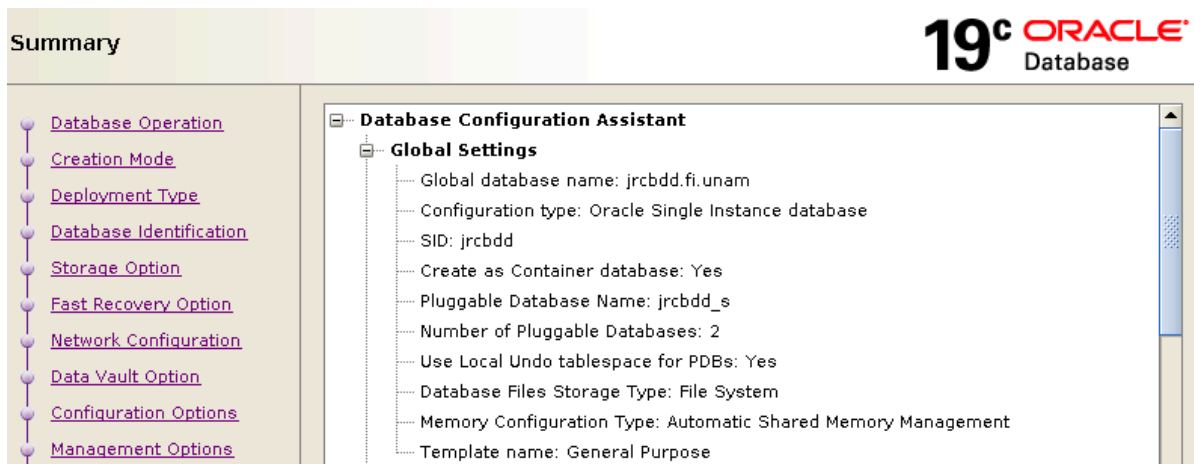 Summary
19c ORACLE
Database
Database Operation
Creation Mode
Deployment Type
Database Identification
Storage Option
Fast Recovery Option
Network Configuration
Data Vault Option
Configuration Options
Management Options
Database Configuration Assistant
Global Settings
Global database name: jrcbdd.fi.unam
Configuration type: Oracle Single Instance database
SID: jrcbdd
Create as Container database: Yes
Pluggable Database Name: jrcbdd_s
Number of Pluggable Databases: 2
Use Local Undo tablespace for PDBs: Yes
Database Files Storage Type: File System
Memory Configuration Type: Automatic Shared Memory Management
Template name: General Purpose